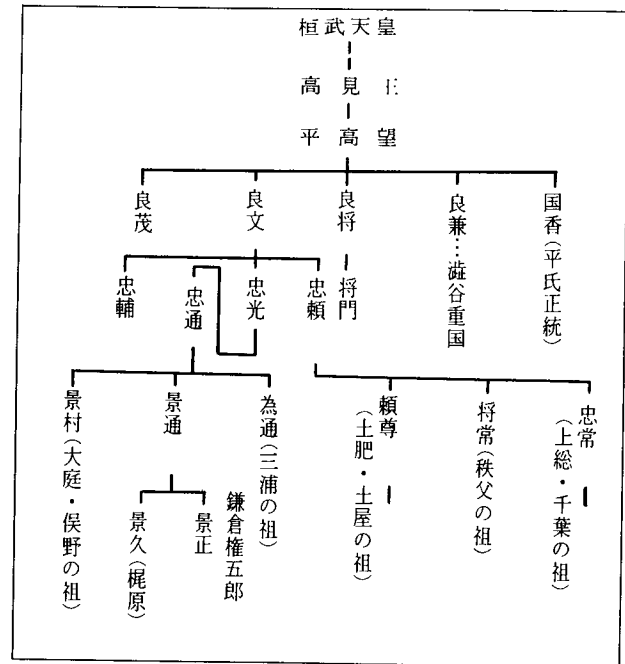 桓武天皇
高見王
平高望
国香(平氏正統)
良兼…澁谷重国
良将
良文
良茂
将門
忠頼
忠光
忠通
忠輔
忠常
(上総・千葉の祖)
将常(秩父の祖)
頼尊
(土肥・土屋の祖)
為通(三浦の祖)
景通
景村(大庭・俣野の祖)
鎌倉権五郎
景正
景久(梶原)